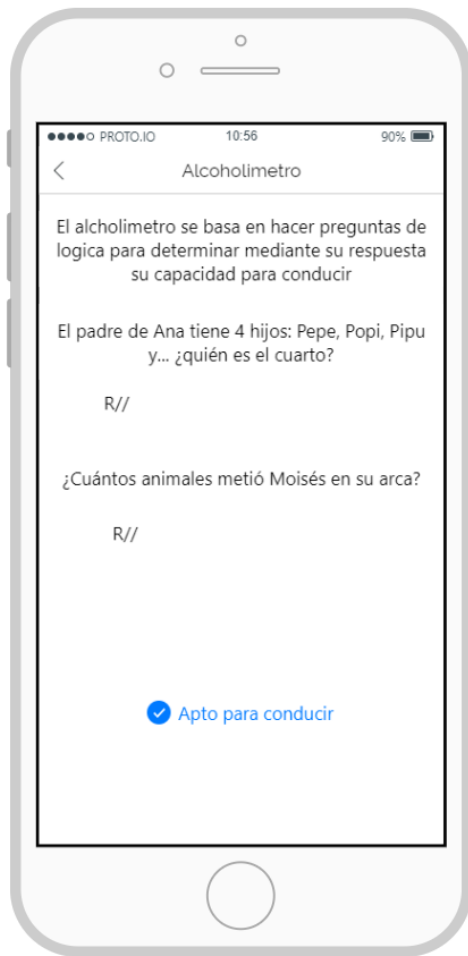 PROTO.IO 10:56 90%
Alcoholimetro
El alcholimetro se basa en hacer preguntas de
logica para determinar mediante su respuesta
su capacidad para conducir
El padre de Ana tiene 4 hijos: Pepe, Popi, Pipu
y... ¿quién es el cuarto?
R//
¿Cuántos animales metió Moisés en su arca?
R//
Apto para conducir